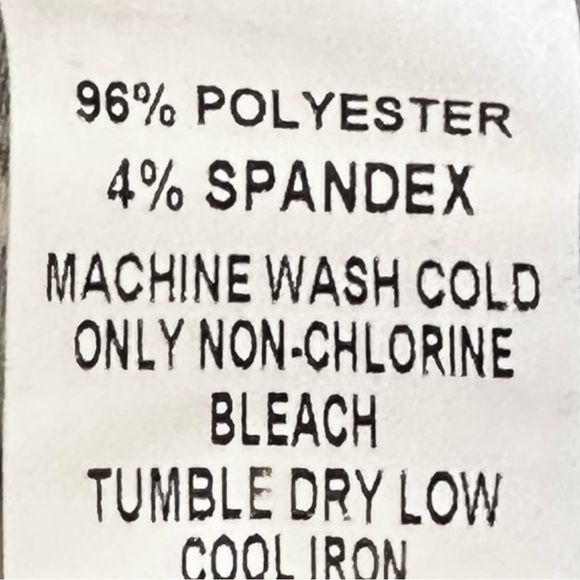 96% POLYESTER
4% SPANDEX
MACHINE WASH COLD
ONLY NON-CHLORINE
BLEACH
TUMBLE DRY LOW
COOL IRON